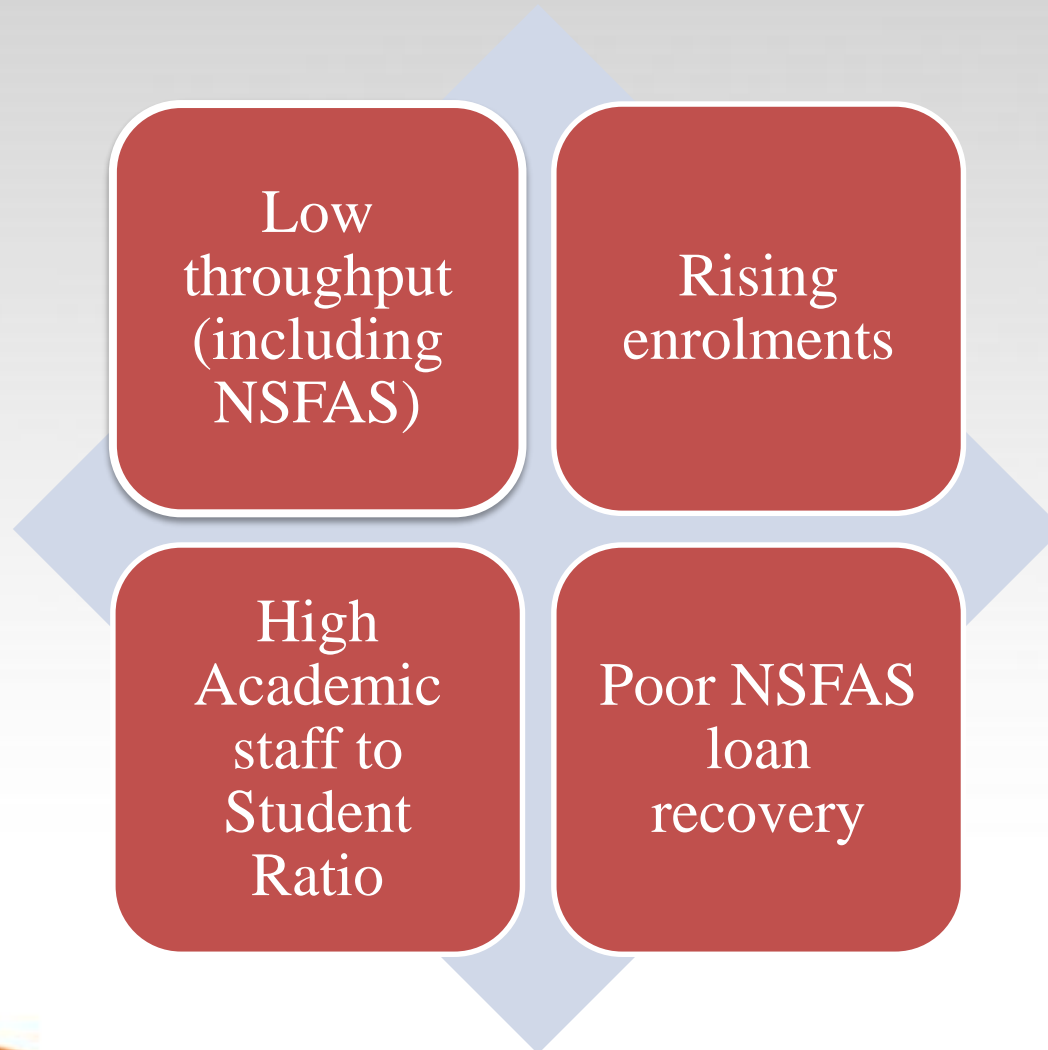 Low
throughput
(including
NSFAS)
Rising
enrolments
High
Academic
staff to
Student
Ratio
Poor NSFAS
loan
recovery